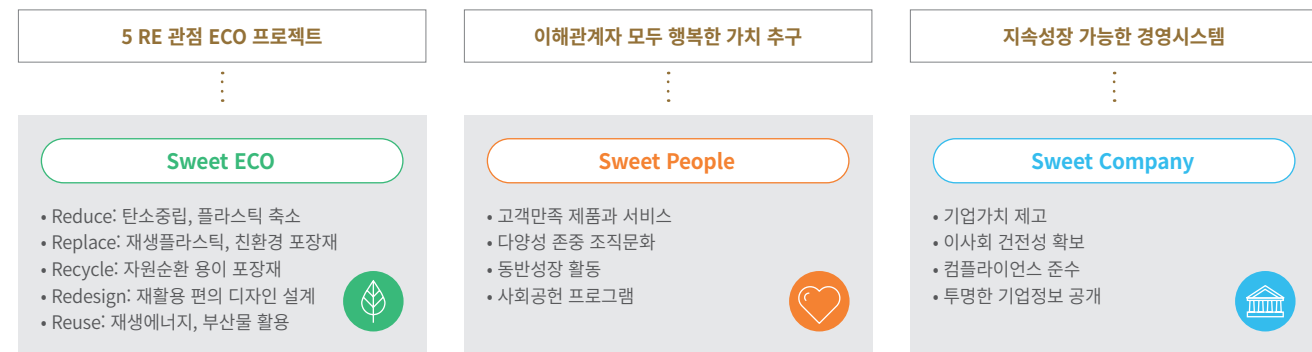 5 RE 관점 ECO 프로젝트
Sweet ECO
• Reduce: 탄소중립, 플라스틱 축소
• Replace: 재생플라스틱, 친환경 포장재
• Recycle: 자원순환 용이 포장재
• Redesign: 재활용 편의 디자인 설계
• Reuse: 재생에너지, 부산물 활용
이해관계자 모두 행복한 가치 추구
Sweet People
• 고객만족 제품과 서비스
• 다양성 존중 조직문화
• 동반성장 활동
• 사회공헌 프로그램
지속성장 가능한 경영시스템
Sweet Company
• 기업가치 제고
• 이사회 건전성 확보
• 컴플라이언스 준수
• 투명한 기업정보 공개